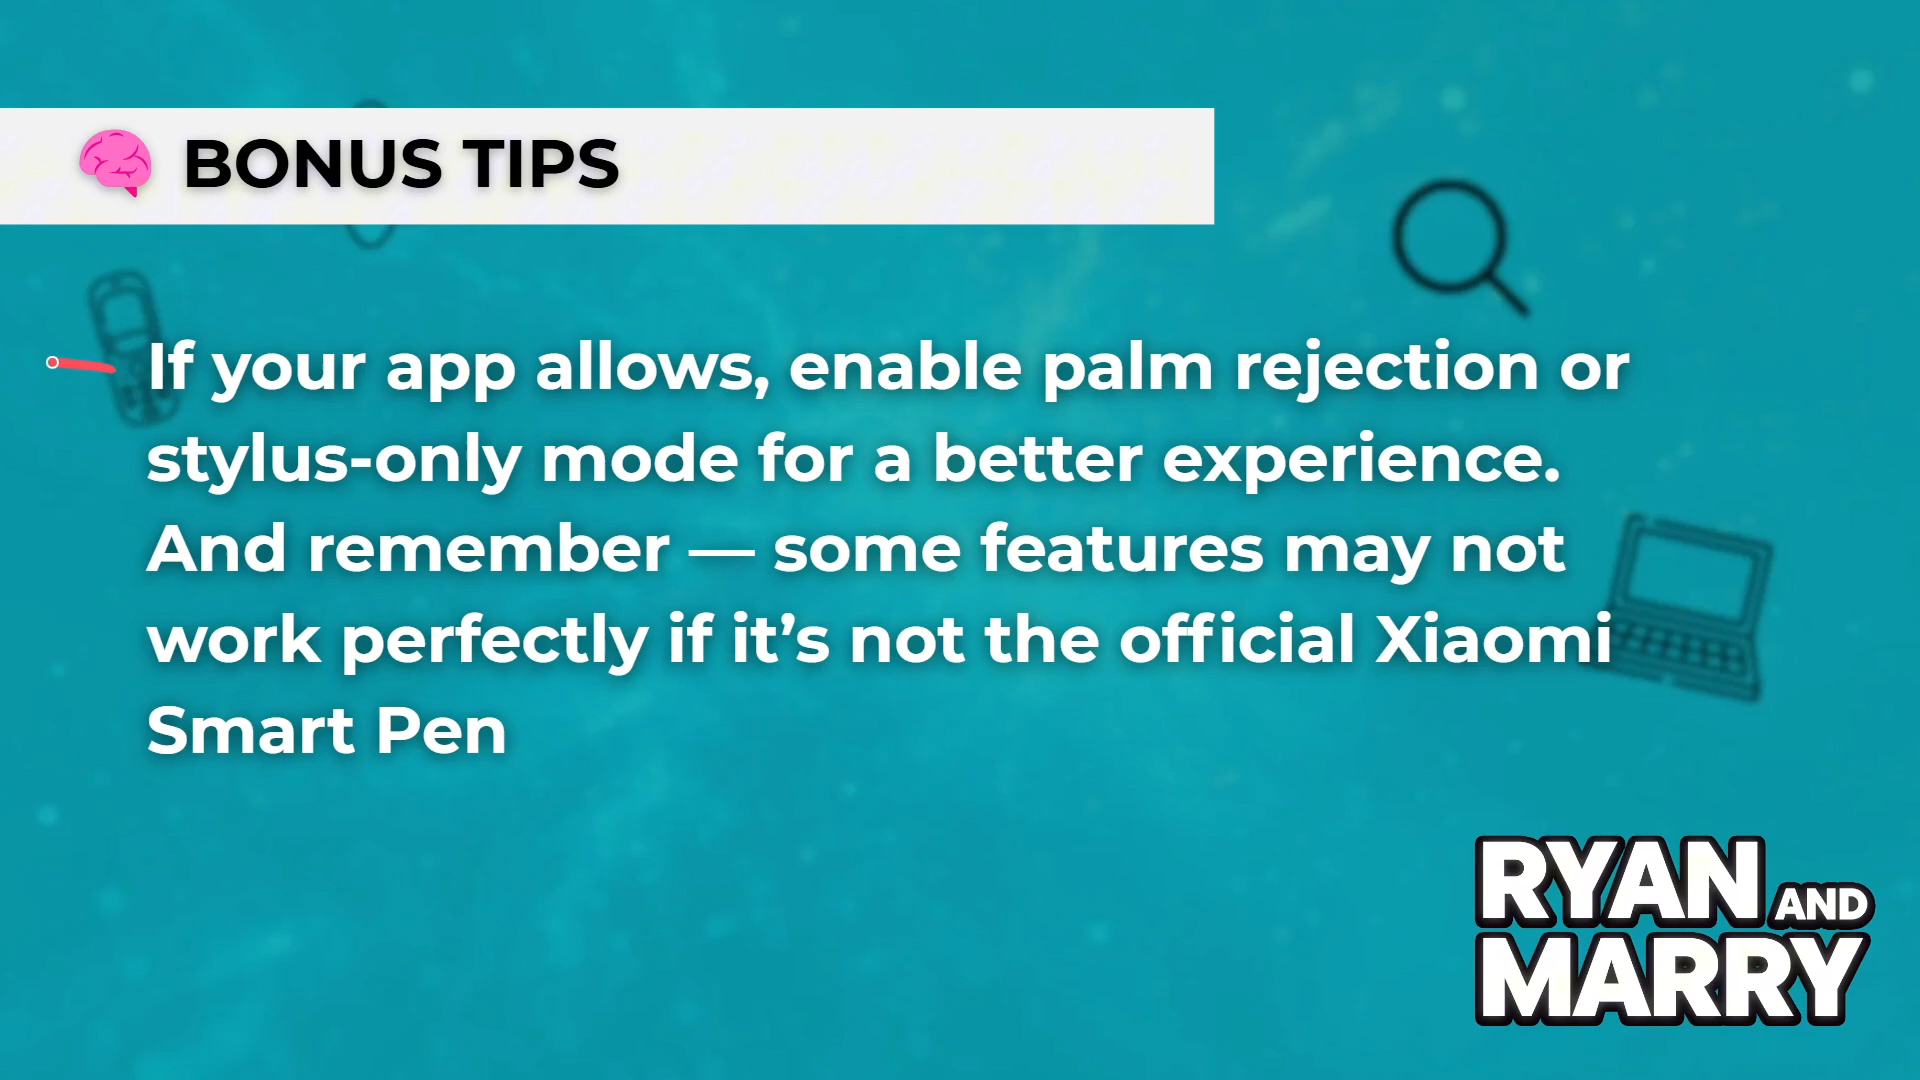 BONUS TIPS
If your app allows, enable palm rejection or
stylus-only mode for a better experience.
And remember — some features may not
work perfectly if it’s not the official Xiaomi
Smart Pen
RYAN AND
MARRY